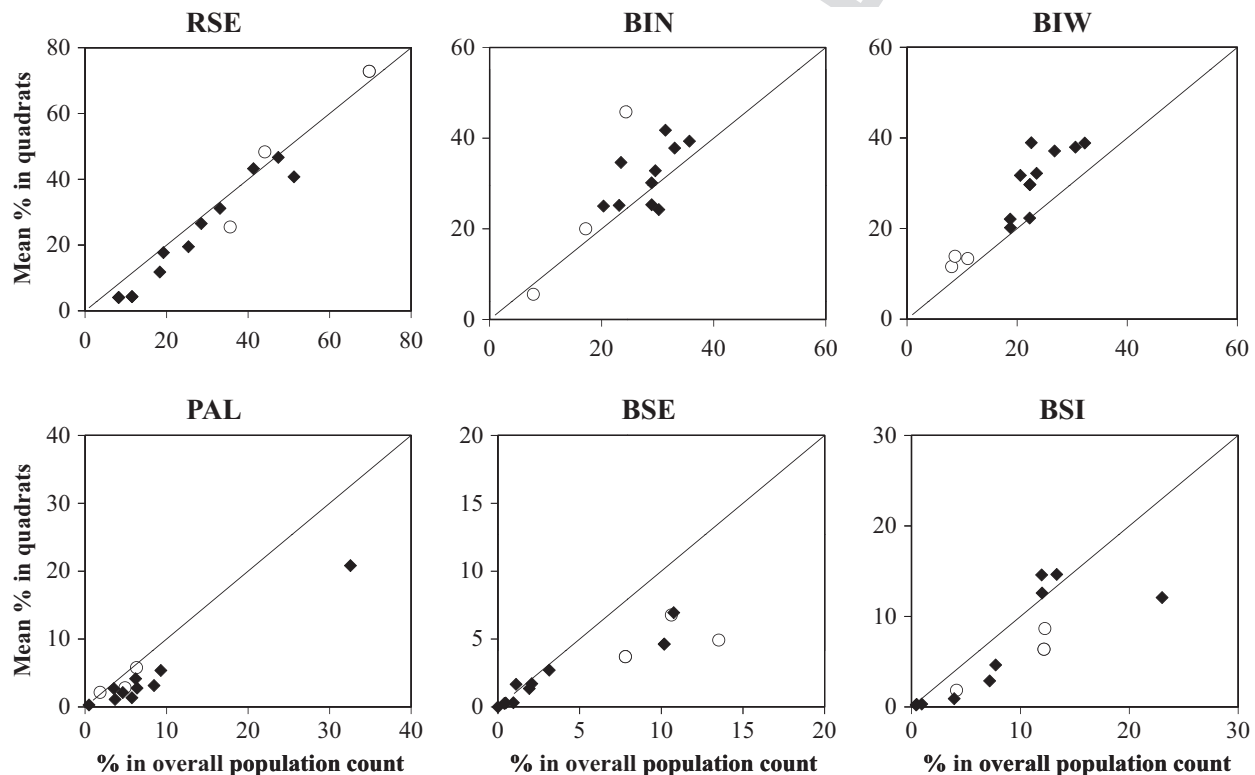 RSE BIN BIW
80 60 60
60
40 40
40
20 20
20
Mean % in quadrats
0 0 0
0 20 40 60 80 0 20 40 60 0 20 40 60
PAL BSE BSI
40 20 30
30 15
20
20 10
10
10 5
Mean % in quadrats
0 0 0
0 10 20 30 40 0 5 10 15 20 0 10 20 30
% in overall population count % in overall population count % in overall population count